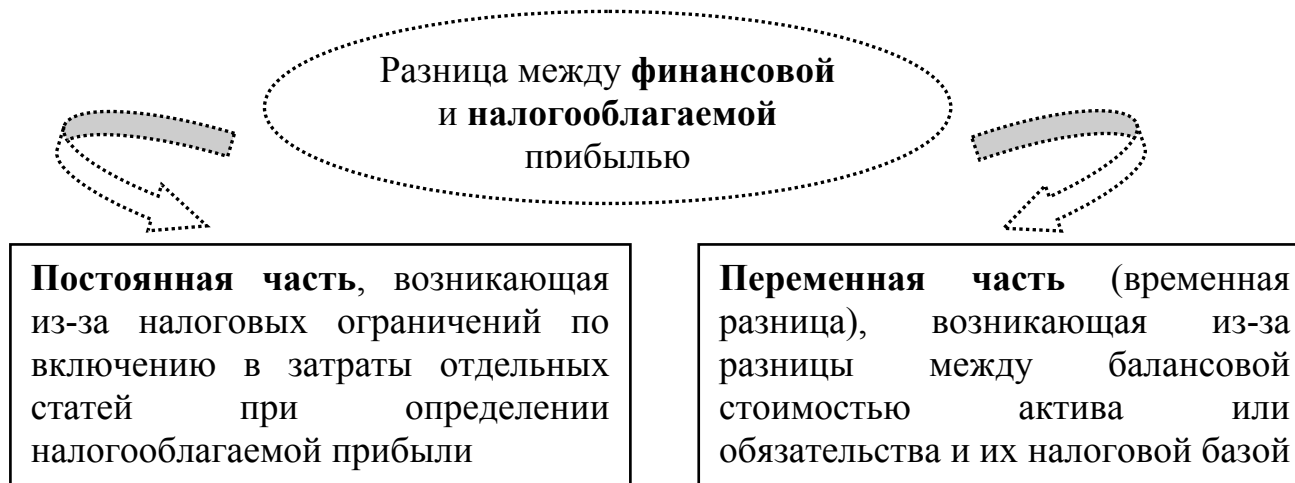 Разница между финансовой
и налогооблагаемой
прибылью
Постоянная часть, возникающая
из-за налоговых ограничений по
включению в затраты отдельных
статей при определении
налогооблагаемой прибыли
Переменная часть (временная
разница), возникающая из-за
разницы между балансовой
стоимостью актива или
обязательства и их налоговой базой